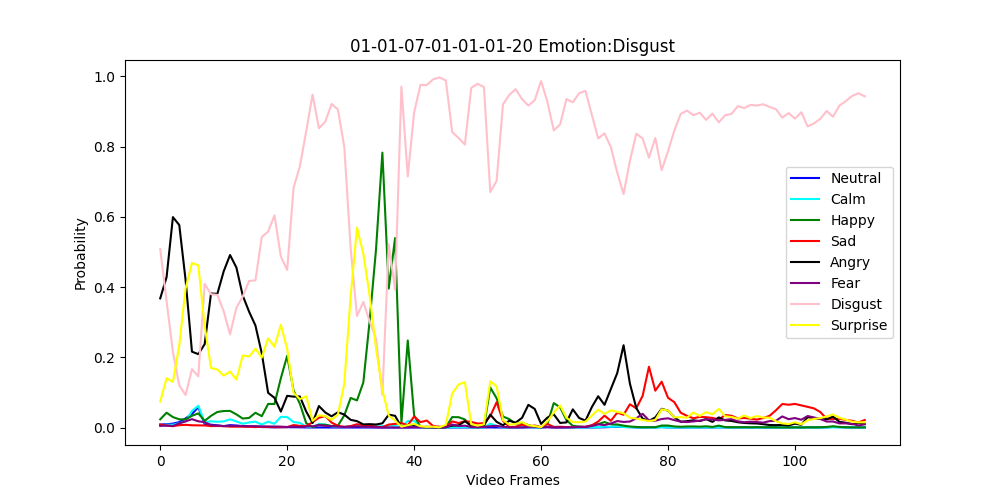 01-01-07-01-01-01-20 Emotion:Disgust
Probability
1.0
0.8
0.6
0.4
0.2
0.0
0 20 40 60 80 100
Video Frames
Neutral
Calm
Happy
Sad
Angry
Fear
Disgust
Surprise